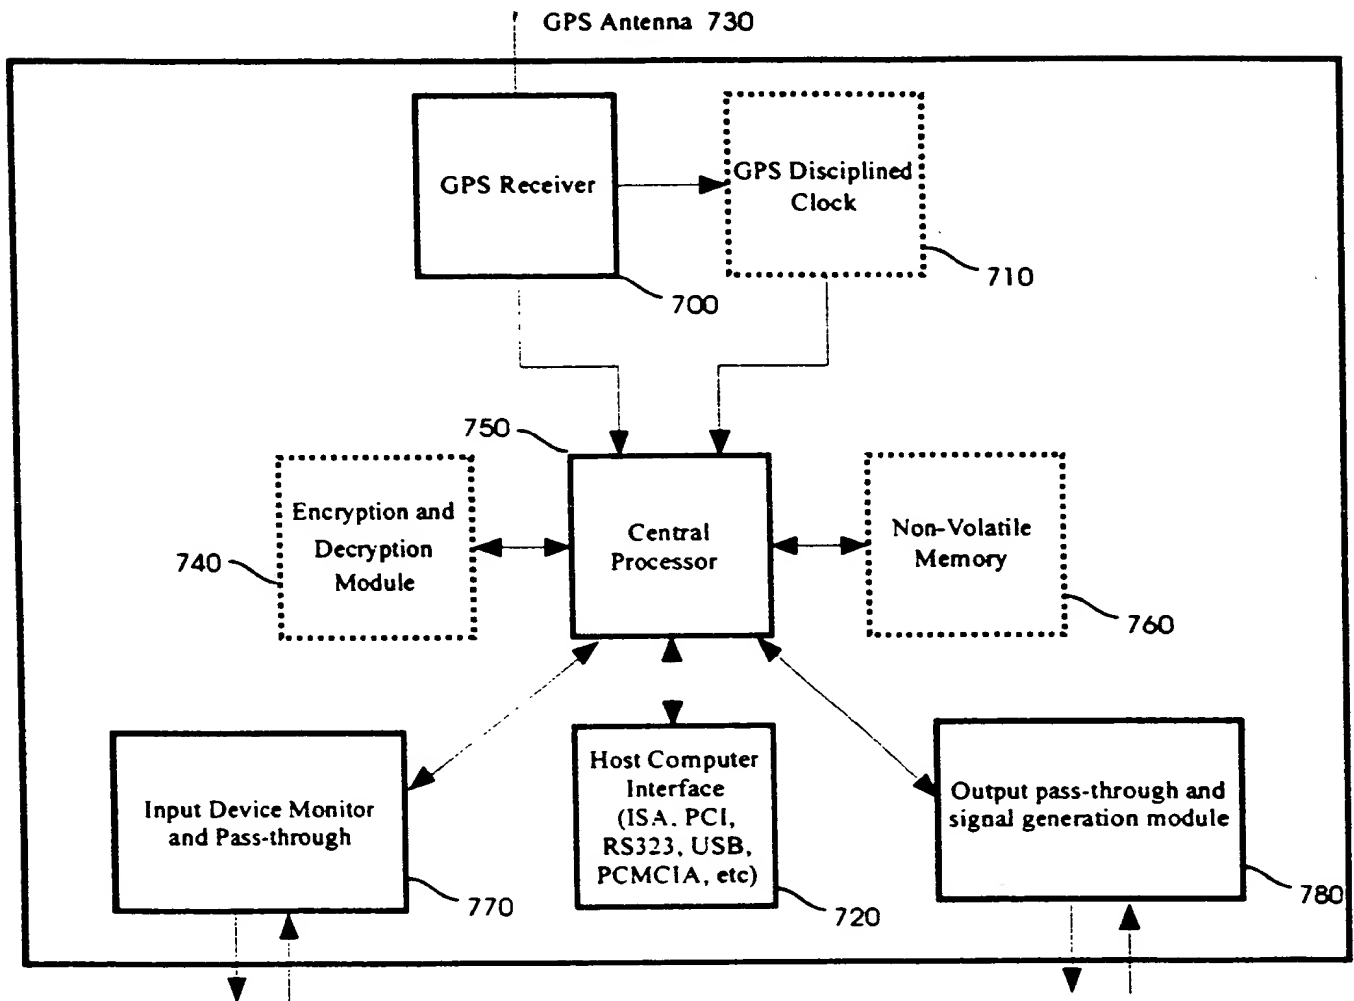 GPS Antenna 730
GPS Receiver
700
GPS Disciplined
Clock
710
750
Encryption and
Decryption
Module
740
Central
Processor
Non-Volatile
Memory
760
Input Device Monitor
and Pass-through
770
Host Computer
Interface
(ISA. PCI,
RS323, USB,
PCMCIA, etc)
720
Output pass-through and
signal generation module
780